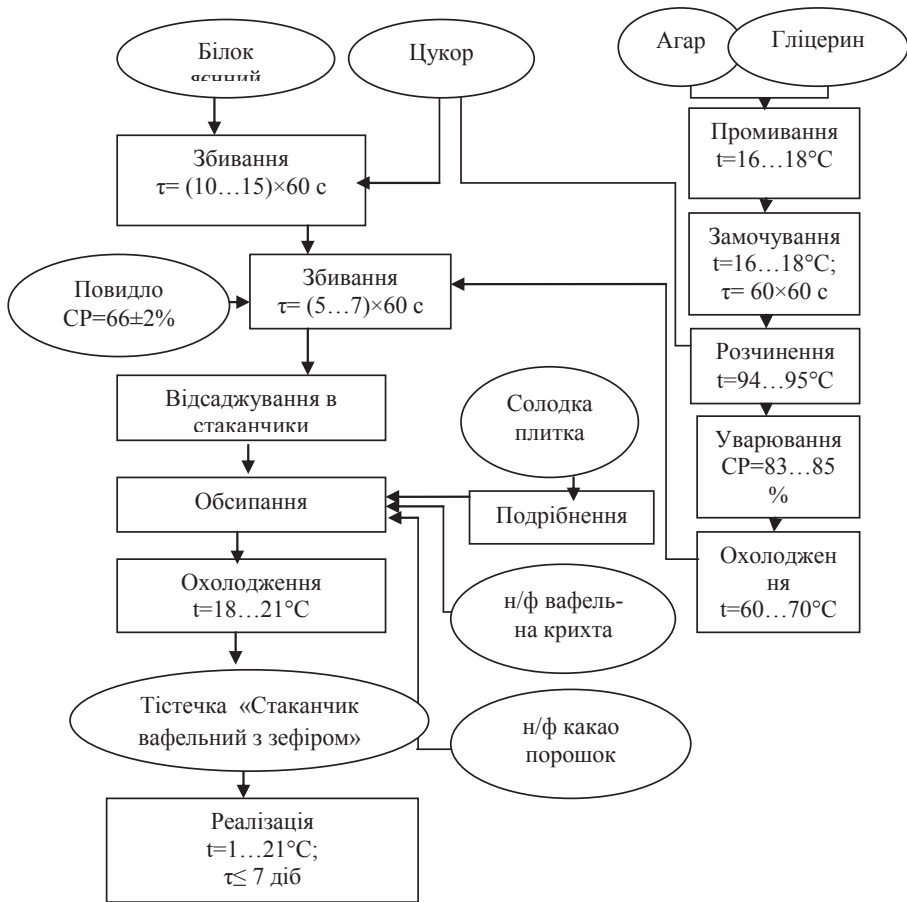 Білок
яєчний
Цукор
Агар
Гліцерин
Промивання
t=16…18°С
Збивання
τ= (10…15)×60 с
Замочування
t=16…18°С;
τ= 60×60 с
Збивання
τ= (5…7)×60 с
Повидло
СР=66±2%
Розчинення
t=94…95°С
Відсаджування в
стаканчики
Солодка
плитка
Уварювання
СР=83…85
%
Обсипання
Подрібнення
Охолоджен
ня
t=60…70°С
Охолодження
t=18…21°С
н/ф вафель-
на крихта
Тістечка «Стаканчик
вафельний з зефіром»
н/ф какао
порошок
Реалізація
t=1…21°С;
τ≤ 7 діб